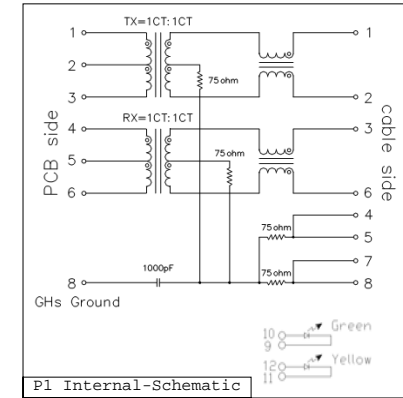 TX=1CT:1CT
1
1
2
75 ohm
3
2
RX=1CT:1CT
4
3
75 ohm
5
6
6
PCB side
cable side
4
75 ohm
5
7
1000pF
75 ohm
8
8
GHs Ground
10
Green
9
12
Yellow
11
P1 Internal-Schematic